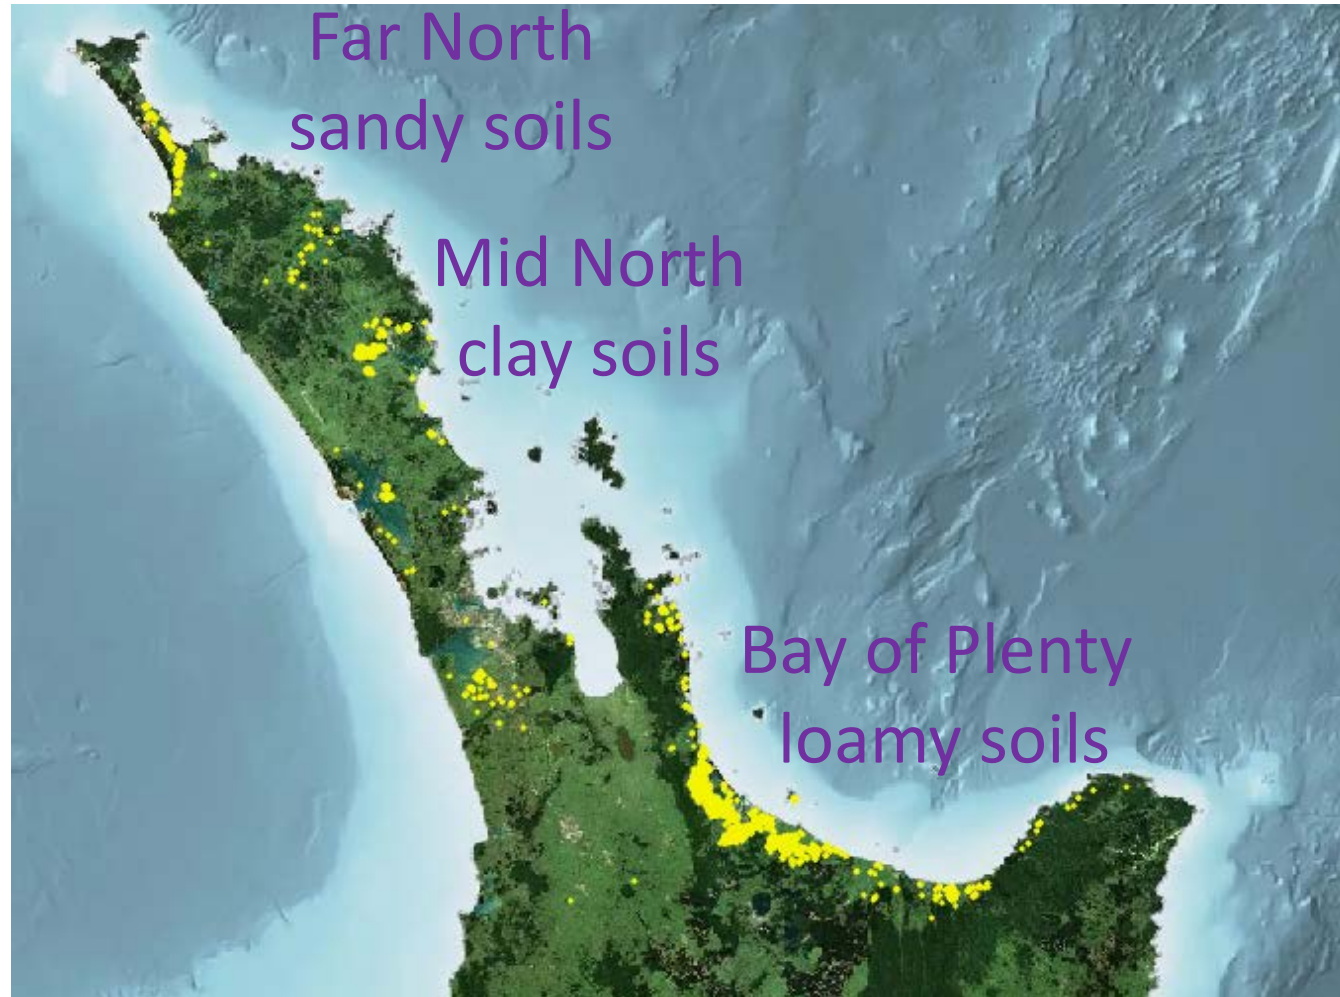 Far North
sandy soils
Mid North
clay soils
Bay of Plenty
loamy soils